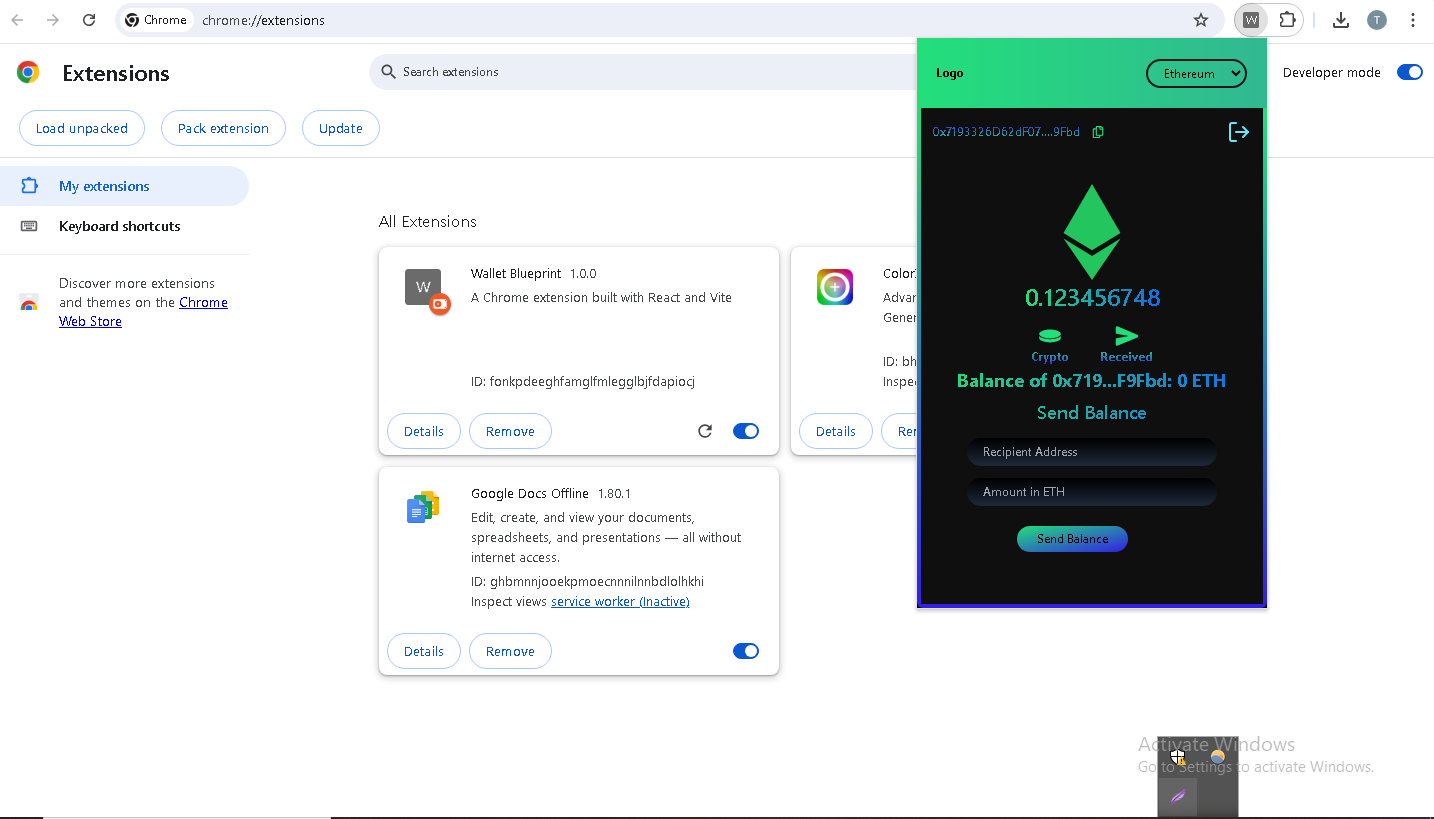 Chrome
chrome://extensions
W
T
Extensions
Search extensions
Developer mode
Load unpacked
Pack extension
Update
My extensions
Keyboard shortcuts
Discover more extensions
and themes on the Chrome
Web Store
All Extensions
W
Wallet Blueprint 1.0.0
A Chrome extension built with React and Vite
ID: fonkpdeeghfamglfmlegglbjfdapiocj
Details
Remove
Advar
Gener
ID: bh
Inspec
Details
Google Docs Offline 1.80.1
Edit, create, and view your documents,
spreadsheets, and presentations — all without
internet access.
ID: ghbmnnjooekpmoecnnnilnnbdlolhkhi
Inspect views service worker (Inactive)
Details
Remove
Logo
Ethereum
0x7193326D62dF07....9Fbd
0.123456748
Crypto
Received
Balance of 0x719...F9Fbd: 0 ETH
Send Balance
Recipient Address
Amount in ETH
Send Balance
Activate Windows
Go to Settings to activate Windows.